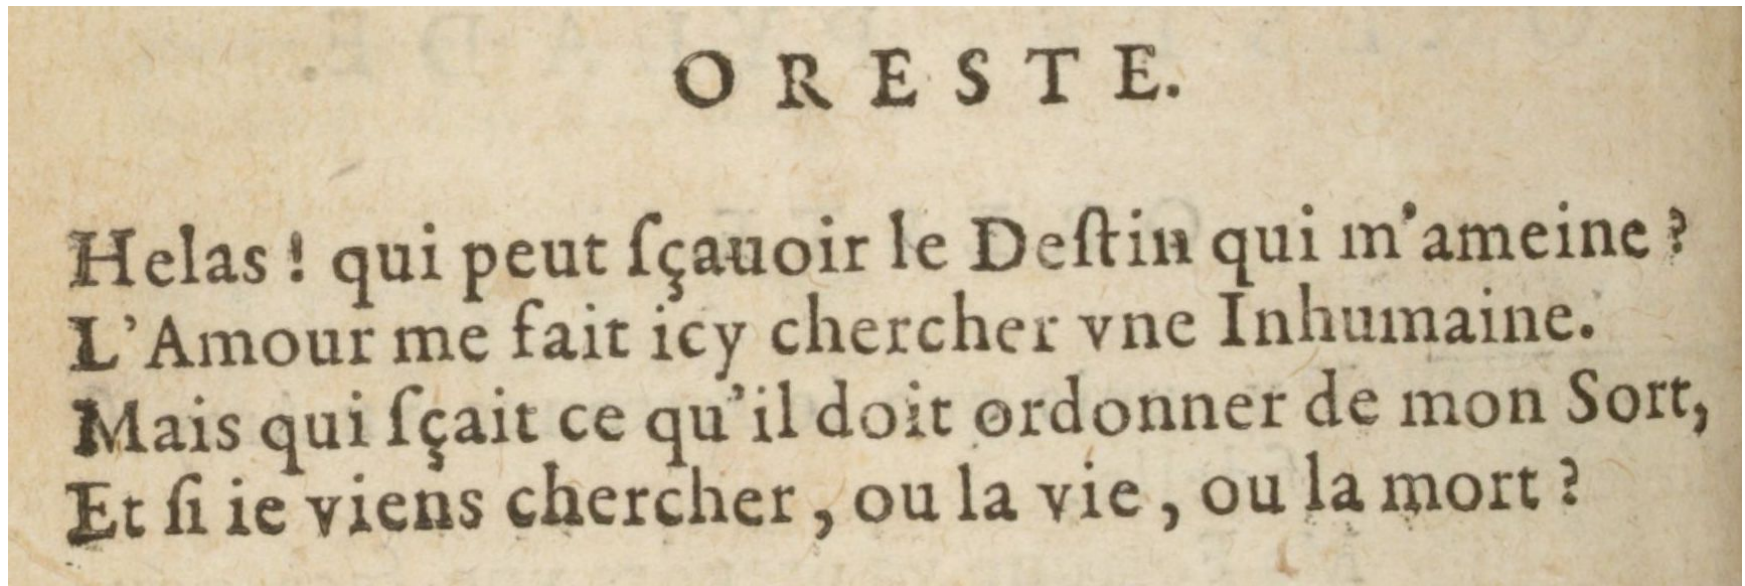 ORESTE.
Helas ! qui peut ſçauoir le Deſtin qui m'ameine ?
L'Amour me fait icy chercher vne Inhumaine.
Mais qui ſçait ce qu'il doit ordonner de mon Sort,
Et ſi ie viens chercher, ou la vie, ou la mort ?